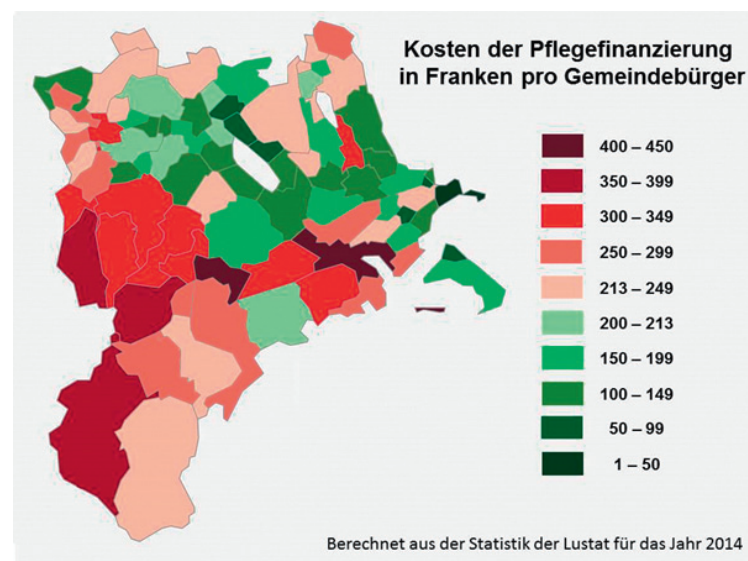 Kosten der Pflegefinanzierung
in Franken pro Gemeindebürger
400 – 450
350 – 399
300 – 349
250 – 299
213 – 249
200 – 213
150 – 199
100 – 149
50 – 99
1 – 50
Berechnet aus der Statistik der Lustat für das Jahr 2014